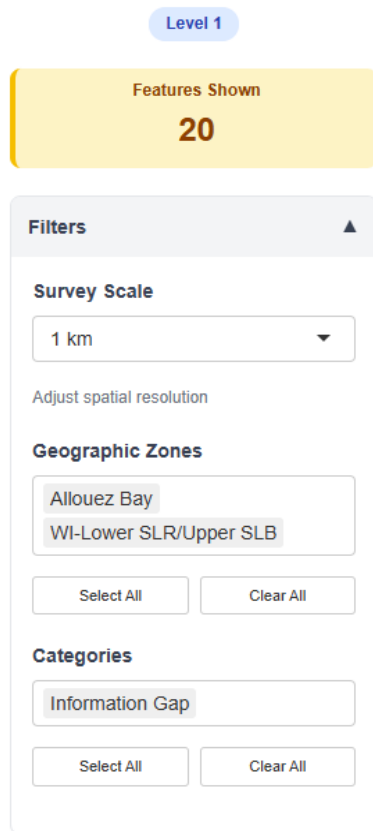 Level 1
Features Shown
20
Filters ▲
Survey Scale
1 km
Adjust spatial resolution
Geographic Zones
Allouez Bay
WI-Lower SLR/Upper SLB
Select All Clear All
Categories
Information Gap
Select All Clear All